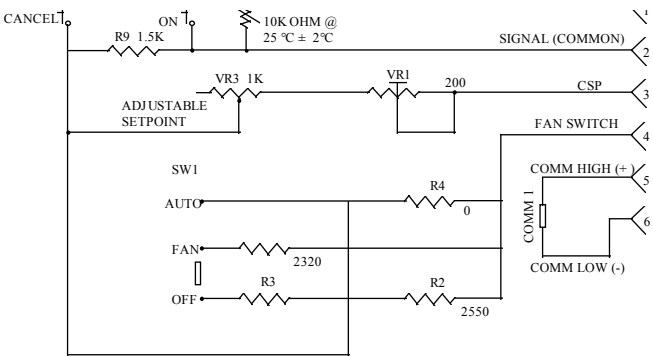 CANCEL
ON
10K OHM @
25 °C ± 2°C
1
R9 1.5K
SIGNAL (COMMON)
2
VR3 1K
VR1
200
CSP
3
ADJUSTABLE
SETPOINT
FAN SWITCH
4
SW1
COMM HIGH (+)
5
R4
AUTO
0
COMM 1
6
FAN
2320
COMM LOW (-)
R3
R2
OFF
2550